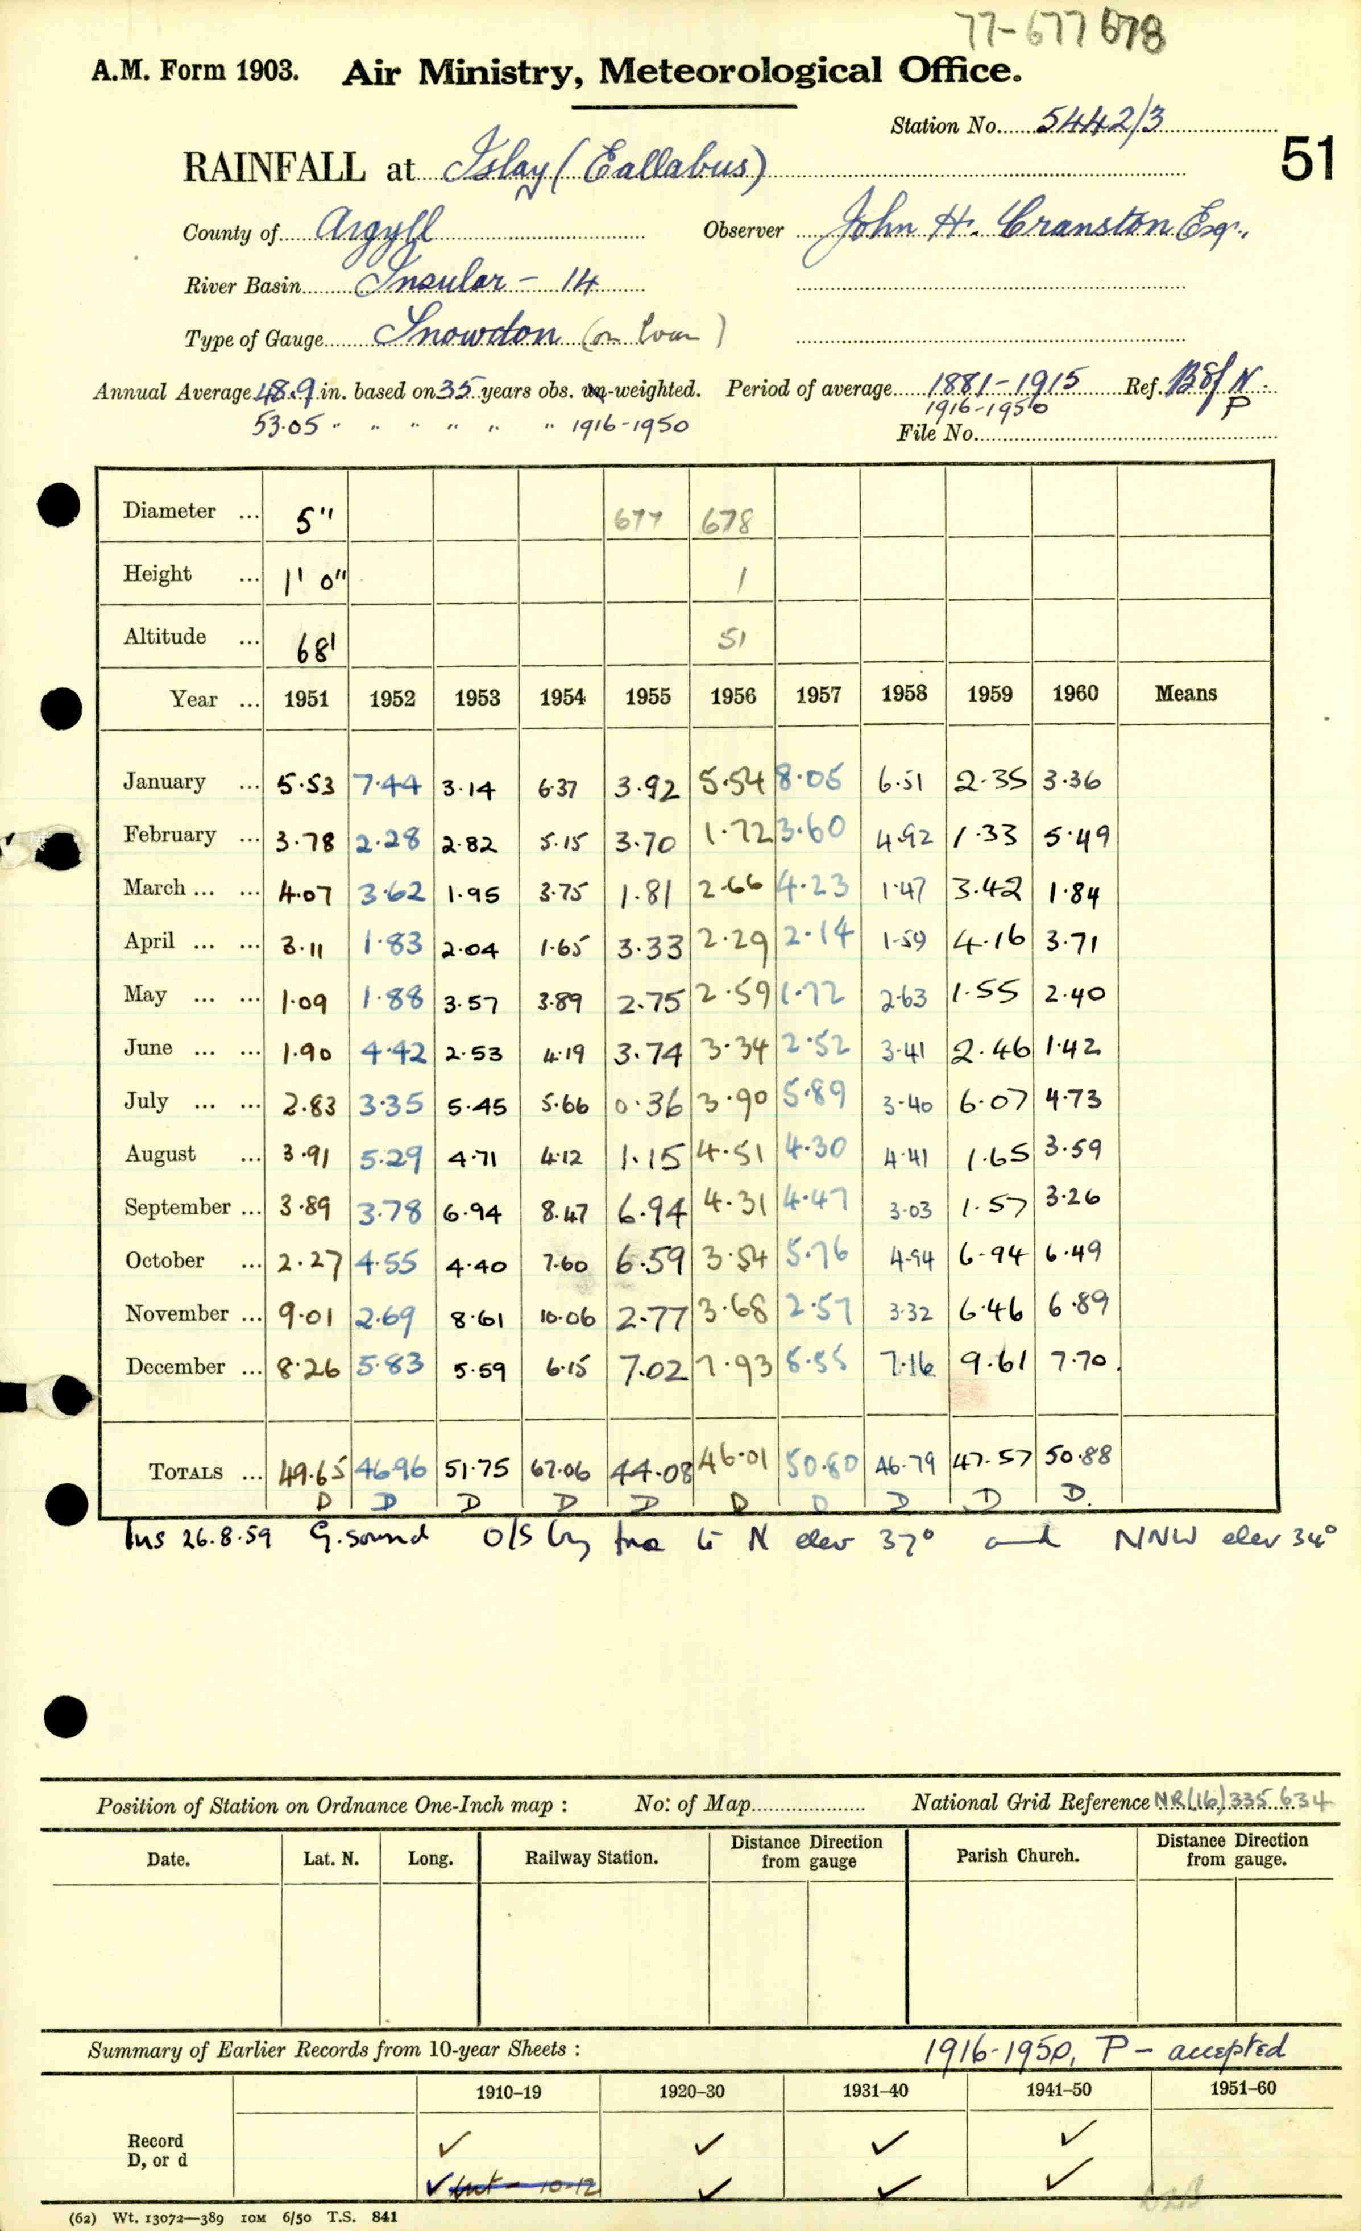 77-677 678
A.M. Form 1903. Air Ministry, Meteorological Office.
Station No. 5442/3
51
RAINFALL at Islay (Eallabus)
County of Argyll Observer John H. Cranston Esq.,
River Basin Insular - 14
Type of Gauge Snowdon (on loan)
Annual Average 48.9 in. based on 35 years obs. un-weighted. Period of average 1881-1915 Ref. B of N.
53.05 " " " " " " 1916-1950 1916-1950 P
File No.
Diameter ... 5" 677 678
Height ... 1' 0" 1
Altitude ... 68' 51
Year ... 1951 1952 1953 1954 1955 1956 1957 1958 1959 1960 Means
January ... 5.53 7.44 3.14 6.37 3.92 5.54 8.05 6.51 2.35 3.36
February ... 3.78 2.28 2.82 5.15 3.70 1.72 3.60 4.92 1.33 5.49
March ... ... 4.07 3.62 1.95 3.75 1.81 2.66 4.23 1.47 3.42 1.84
April ... ... 3.11 1.83 2.04 1.65 3.33 2.29 2.14 1.59 4.16 3.71
May ... ... 1.09 1.88 3.57 3.89 2.75 2.59 1.72 2.63 1.55 2.40
June ... ... 1.90 4.42 2.53 4.19 3.74 3.34 2.52 3.41 2.46 1.42
July ... ... 2.83 3.35 5.45 5.66 0.36 3.90 5.89 3.40 6.07 4.73
August ... 3.91 5.29 4.71 4.12 1.15 4.51 4.30 4.41 1.65 3.59
September ... 3.89 3.78 6.94 8.47 6.94 4.31 4.47 3.03 1.57 3.26
October ... 2.27 4.55 4.40 7.60 6.59 3.54 5.76 4.94 6.94 6.49
November ... 9.01 2.69 8.61 10.06 2.77 3.68 2.57 3.32 6.46 6.89
December ... 8.26 5.83 5.59 6.15 7.02 7.93 5.55 7.16 9.61 7.70
TOTALS ... 49.65 46.96 51.75 67.06 44.08 46.01 50.80 46.79 47.57 50.88
D D D D D D D D D D.
Ins 26.8.59 G. sound O/S by tree to N elev 37° and NNW elev 34°
Position of Station on Ordnance One-Inch map : No: of Map National Grid Reference NR(16)335 634
Date. Lat. N. Long. Railway Station. Distance Direction from gauge Parish Church. Distance Direction from gauge.
Summary of Earlier Records from 10-year Sheets : 1916-1950, P - accepted
1910–19 1920–30 1931–40 1941–50 1951–60
Record ✓ ✓ ✓ ✓
D, or d ✓ ✓ ✓ ✓
(62) Wt. 13072—389 10M 6/50 T.S. 841